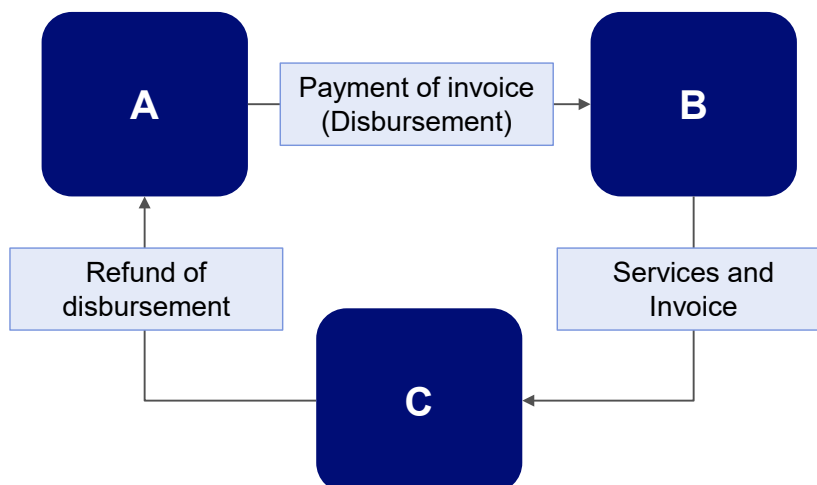 A
Payment of invoice
(Disbursement)
B
Refund of
disbursement
Services and
Invoice
C